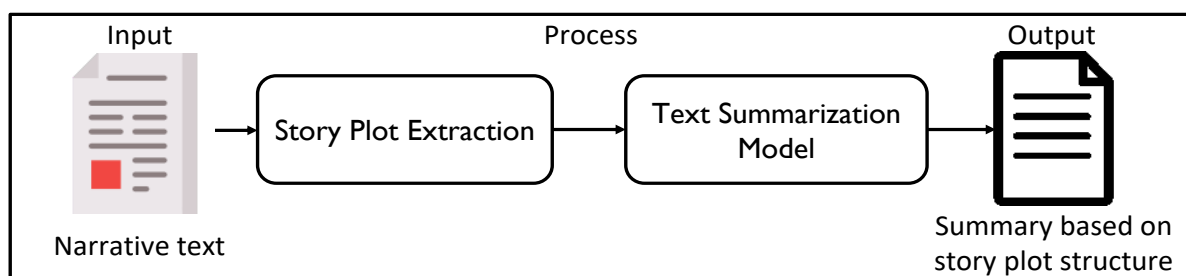 Input
Process
Output
Story Plot Extraction
Text Summarization
Model
Narrative text
Summary based on
story plot structure